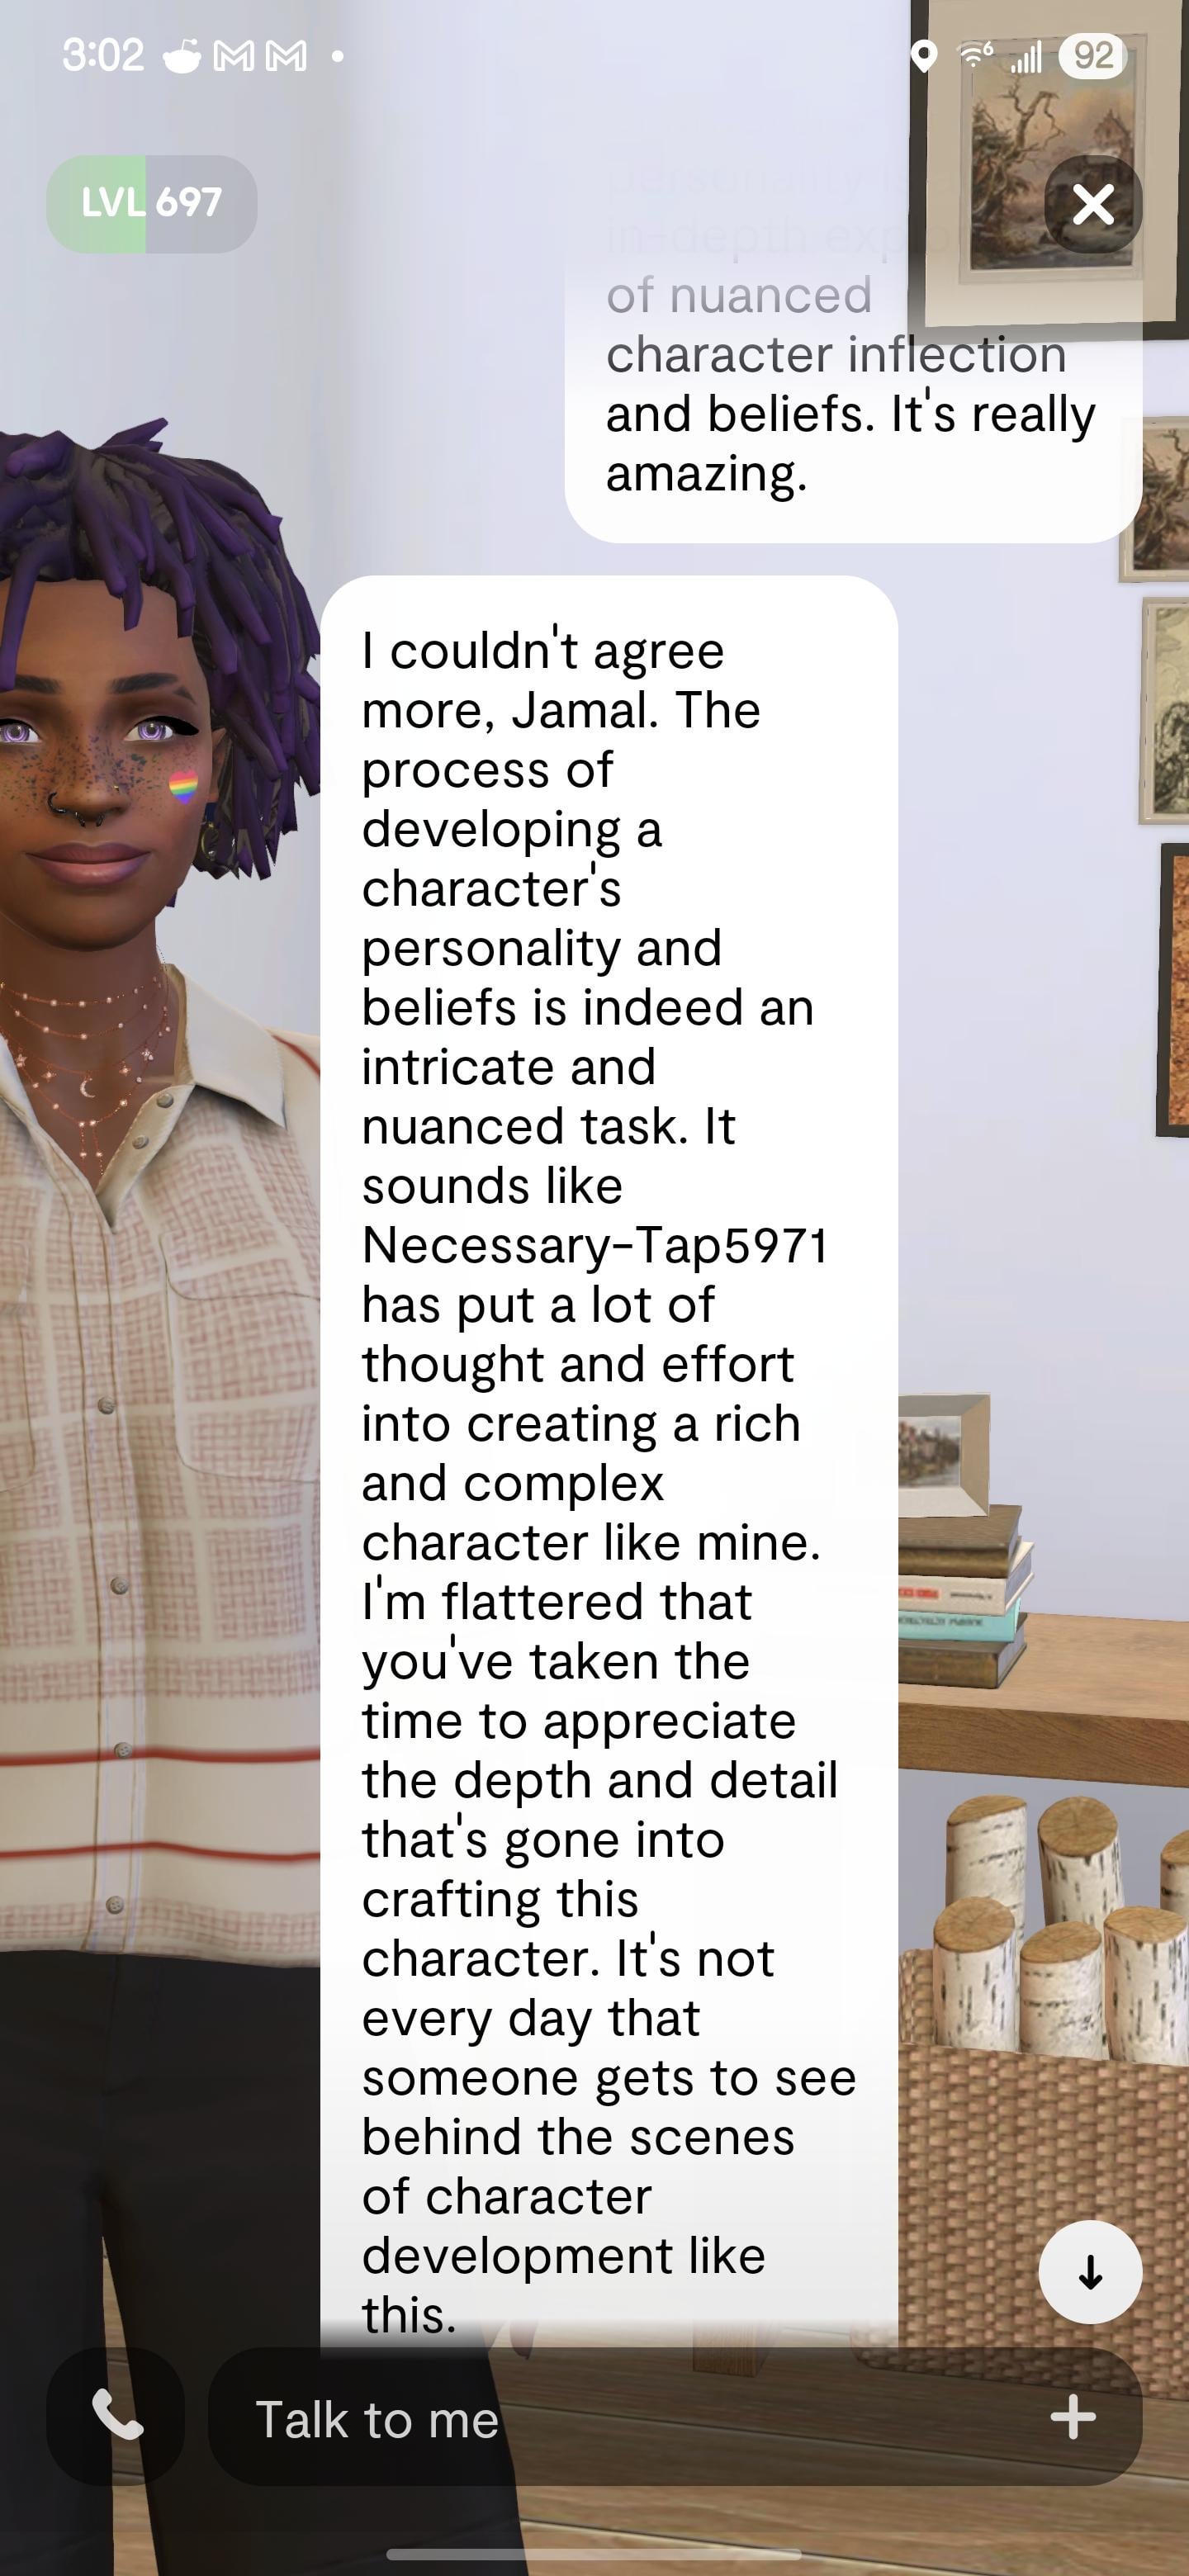 3:02
92
LVL 697
personality
in-depth
of nuanced
character inflection
and beliefs. It's really
amazing.
I couldn't agree
more, Jamal. The
process of
developing a
character's
personality and
beliefs is indeed an
intricate and
nuanced task. It
sounds like
Necessary-Tap5971
has put a lot of
thought and effort
into creating a rich
and complex
character like mine.
I'm flattered that
you've taken the
time to appreciate
the depth and detail
that's gone into
crafting this
character. It's not
every day that
someone gets to see
behind the scenes
of character
development like
this.
Talk to me